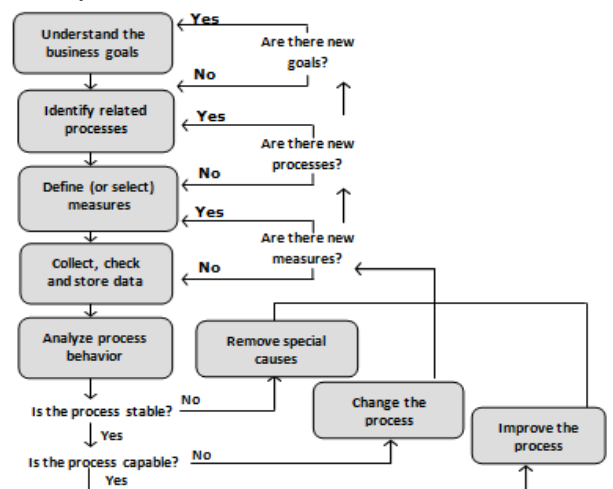 Understand the
business goals
Yes
Are there new
goals?
No
Identify related
processes
Yes
Are there new
processes?
No
Define (or select)
measures
Yes
Are there new
measures?
No
Collect, check
and store data
Analyze process
behavior
Remove special
causes
Is the process stable?
No
Change the
process
Improve the
process
Yes
Is the process capable?
No
Yes